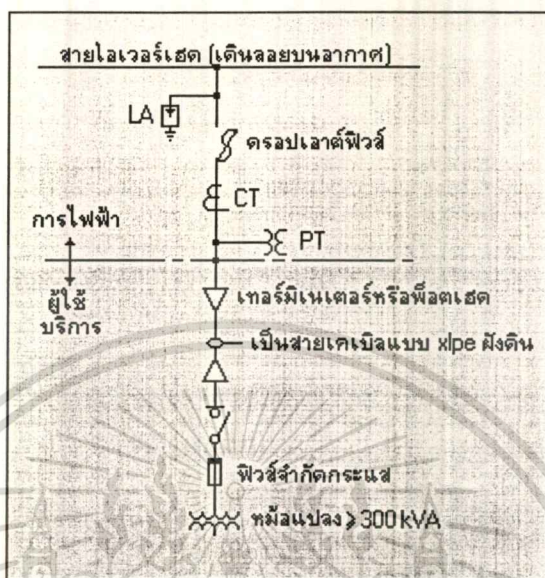 สายโอเวอร์เฮด (เดินลอยบนอากาศ)
LA
ดรอปเอาต์ฟิวส์
CT
การไฟฟ้า
PT
ผู้ใช้
บริการ
เทอร์มิเนเตอร์หรือพ็อตเฮด
เป็นสายเคเบิลแบบ xlpe ฝังดิน
ฟิวส์จำกัดกระแส
หม้อแปลง > 300 kVA